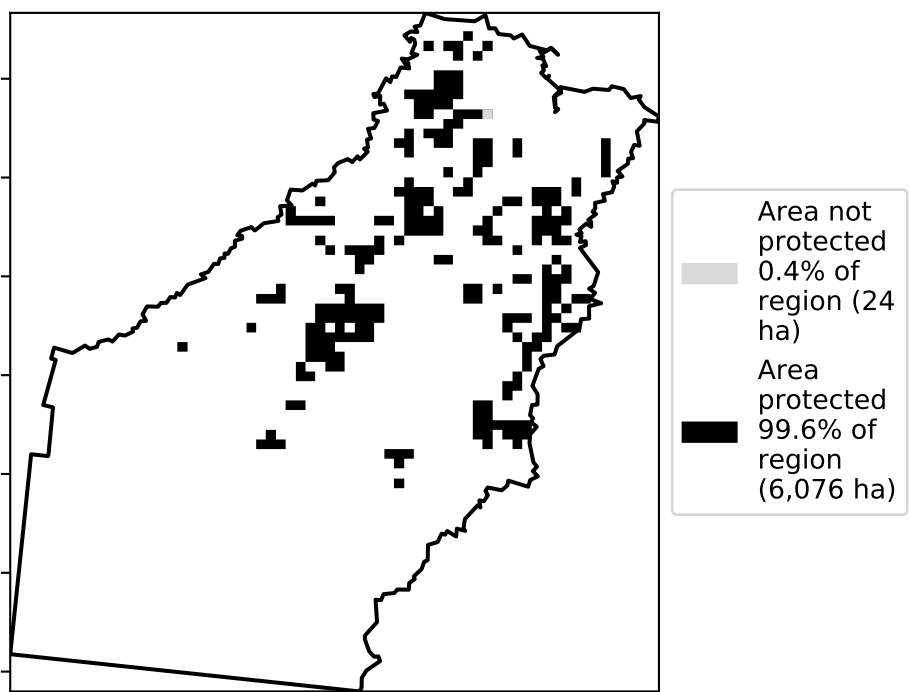 Area not
protected
0.4% of
region (24
ha)
Area
protected
99.6% of
region
(6,076 ha)